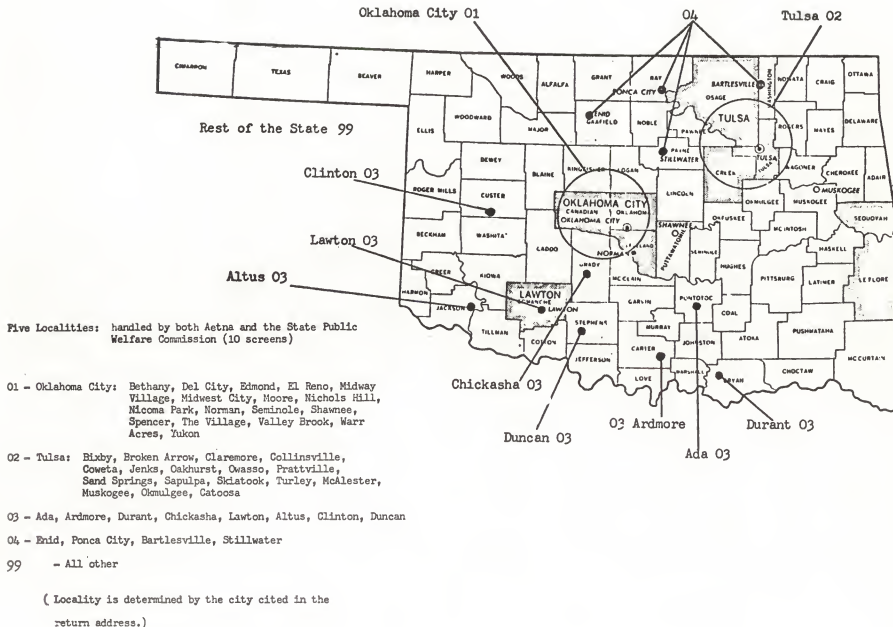 Oklahoma City 01
04
Tulsa 02
CIMARRON
TEXAS
BEAVER
HARPER
WOODS
ALFALFA
GRANT
KAY
PONCA CITY
OSAGE
BARTLESVILLE
WASHINGTON
NOWATA
CRAIG
OTTAWA
Rest of the State 99
ELLIS
WOODWARD
MAJOR
ENID
GARFIELD
NOBLE
PAWNEE
TULSA
ROGERS
MAYES
DELAWARE
PAYNE
STILLWATER
TULSA
TULSA
Clinton 03
DEWEY
BLAINE
KINGFISHER
LOGAN
LINCOLN
CREEK
WAGONER
CHEROKEE
ADAIR
ROGER MILLS
CUSTER
OKLAHOMA CITY
CANADIAN
OKLAHOMA
OKLAHOMA CITY
OKMULGEE
MUSKOGEE
MUSKOGEE
SEQUOYAH
Lawton 03
BECKHAM
WASHITA
CADDO
CLEVELAND
NORMAN
SHAWNEE
POTTAWATOMIE
SEMINOLE
OKFUSKEE
MC INTOSH
HASKELL
Altus 03
GREER
KIOWA
GRADY
MC CLAIN
HUGHES
PITTSBURG
LATIMER
LE FLORE
HARMON
JACKSON
LAWTON
COMANCHE
LAWTON
GARVIN
PONTOTOC
COAL
Five Localities: handled by both Aetna and the State Public
Welfare Commission (10 screens)
TILLMAN
COTTON
STEPHENS
MURRAY
JOHNSTON
ATOKA
PUSHMATAHA
JEFFERSON
CARTER
LOVE
MARSHALL
BRYAN
CHOCTAW
MC CURTAIN
Chickasha 03
Duncan 03
03 Ardmore
Ada 03
Durant 03
01 - Oklahoma City: Bethany, Del City, Edmond, El Reno, Midway
Village, Midwest City, Moore, Nichols Hill,
Nicoma Park, Norman, Seminole, Shawnee,
Spencer, The Village, Valley Brook, Warr
Acres, Yukon
02 - Tulsa: Bixby, Broken Arrow, Claremore, Collinsville,
Coweta, Jenks, Oakhurst, Owasso, Prattville,
Sand Springs, Sapulpa, Skiatook, Turley, McAlester,
Muskogee, Okmulgee, Catoosa
03 - Ada, Ardmore, Durant, Chickasha, Lawton, Altus, Clinton, Duncan
04 - Enid, Ponca City, Bartlesville, Stillwater
99 - All other
( Locality is determined by the city cited in the
return address.)